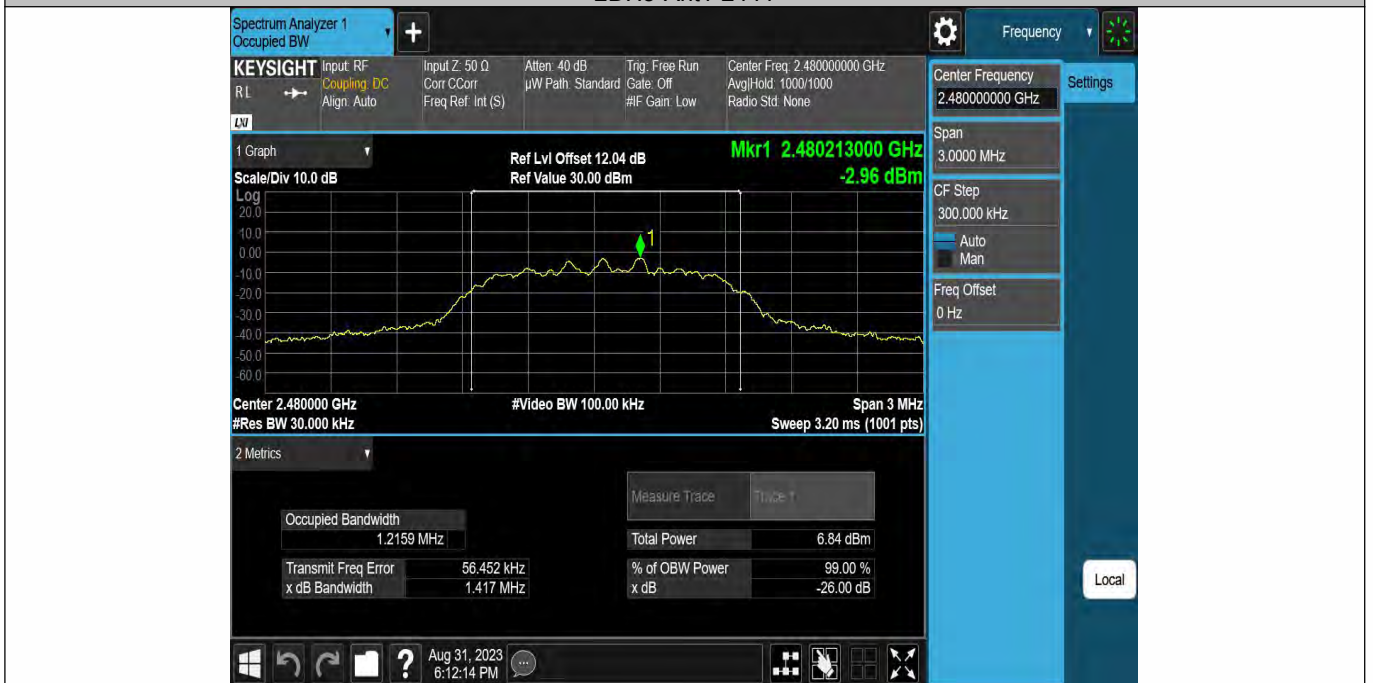 Spectrum Analyzer 1
Occupied BW
+
Frequency
KEYSIGHT
RL
LXI
Input: RF
Coupling: DC
Align: Auto
Input Z: 50 Ω
Corr CCorr
Freq Ref: Int (S)
Atten: 40 dB
µW Path: Standard
Trig: Free Run
Gate: Off
#IF Gain: Low
Center Freq: 2.480000000 GHz
Avg|Hold: 1000/1000
Radio Std: None
Center Frequency
2.480000000 GHz
Settings
Span
3.0000 MHz
CF Step
300.000 kHz
Auto
Man
Freq Offset
0 Hz
Local
1 Graph
Scale/Div 10.0 dB
Ref Lvl Offset 12.04 dB
Ref Value 30.00 dBm
Mkr1 2.480213000 GHz
-2.96 dBm
Log
20.0
10.0
0.00
-10.0
-20.0
-30.0
-40.0
-50.0
-60.0
1
Center 2.480000 GHz
#Video BW 100.00 kHz
Span 3 MHz
#Res BW 30.000 kHz
Sweep 3.20 ms (1001 pts)
2 Metrics
Measure Trace
Trace 1
Occupied Bandwidth
1.2159 MHz
Total Power 6.84 dBm
Transmit Freq Error 56.452 kHz
% of OBW Power 99.00 %
x dB Bandwidth 1.417 MHz
x dB -26.00 dB
?
Aug 31, 2023
6:12:14 PM